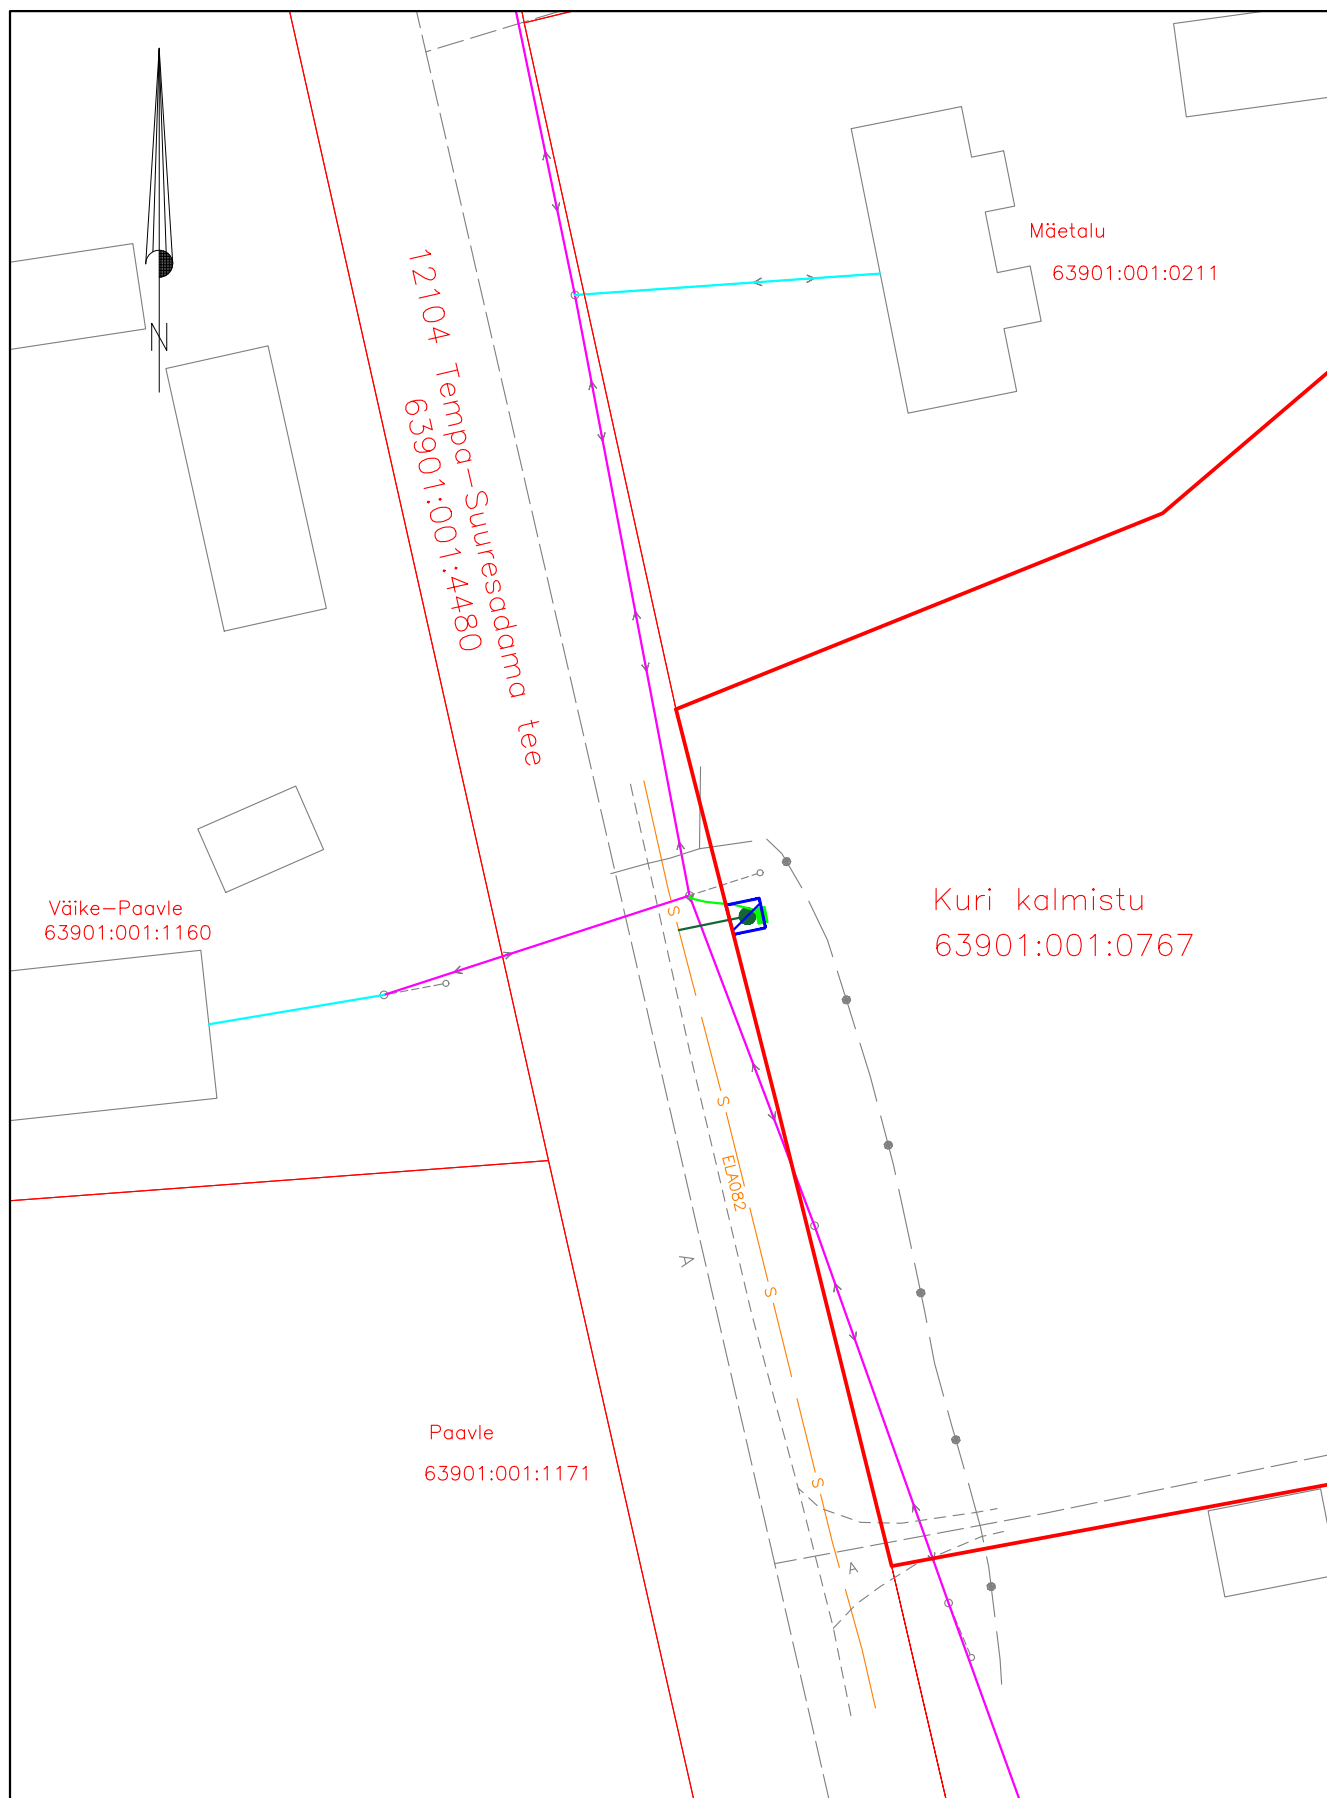 N
12104 Tempa-Suuresadama tee
63901:001:4480
Mäetalu
63901:001:0211
Väike-Paavle
63901:001:1160
Kuri kalmistu
63901:001:0767
S
S
ELA082
S
A
S
A
Paavle
63901:001:1171